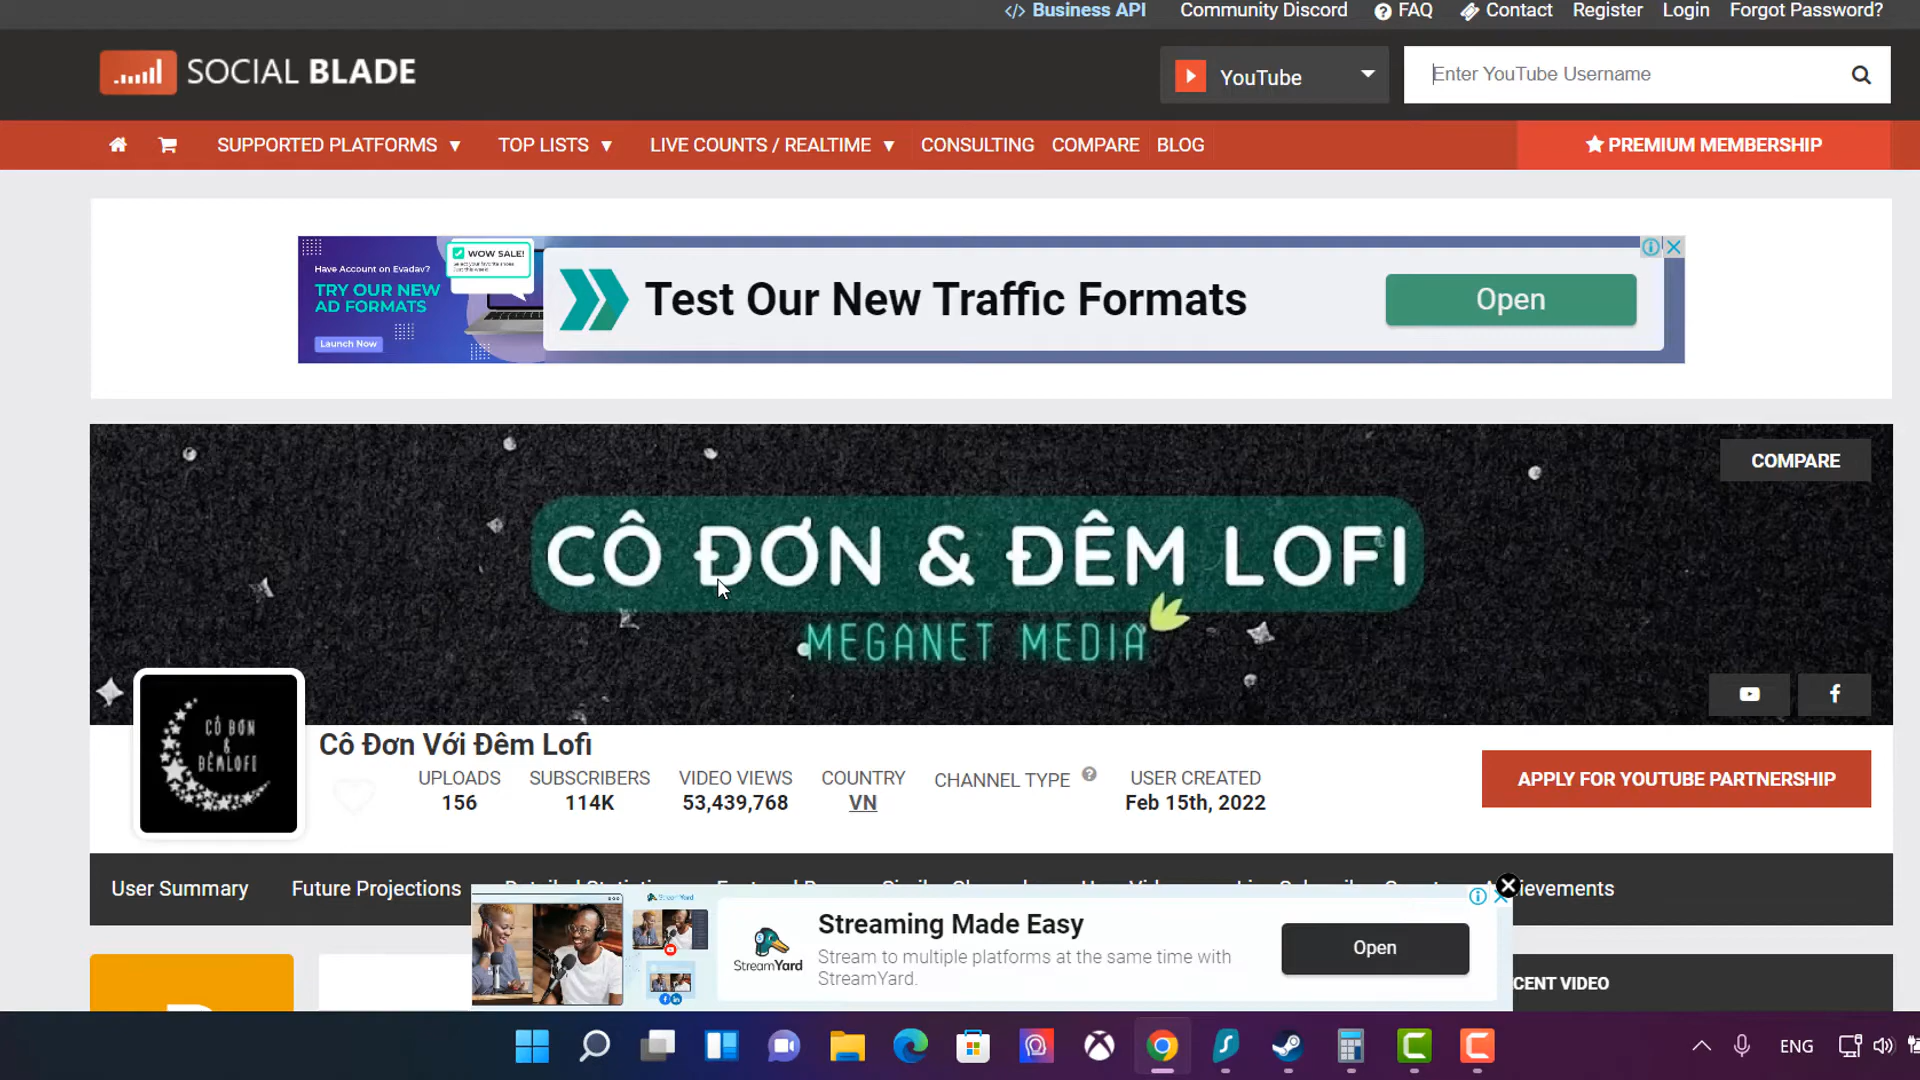 </> Business API Community Discord FAQ Contact Register Login Forgot Password?
SOCIAL BLADE
YouTube
Enter YouTube Username
SUPPORTED PLATFORMS ▼ TOP LISTS ▼ LIVE COUNTS / REALTIME ▼ CONSULTING COMPARE BLOG
PREMIUM MEMBERSHIP
Have Account on Evadav?
TRY OUR NEW
AD FORMATS
Launch Now
WOW SALE!
Test Our New Traffic Formats
Open
COMPARE
CÔ ĐƠN & ĐÊM LOFI
MEGANET MEDIA
CÔ ĐƠN
&
ĐÊMLOFI
Cô Đơn Với Đêm Lofi
UPLOADS SUBSCRIBERS VIDEO VIEWS COUNTRY CHANNEL TYPE USER CREATED
156 114K 53,439,768 VN Feb 15th, 2022
APPLY FOR YOUTUBE PARTNERSHIP
User Summary Future Projections
ievements
StreamYard
StreamYard
Streaming Made Easy
Stream to multiple platforms at the same time with
StreamYard.
Open
CENT VIDEO
ENG